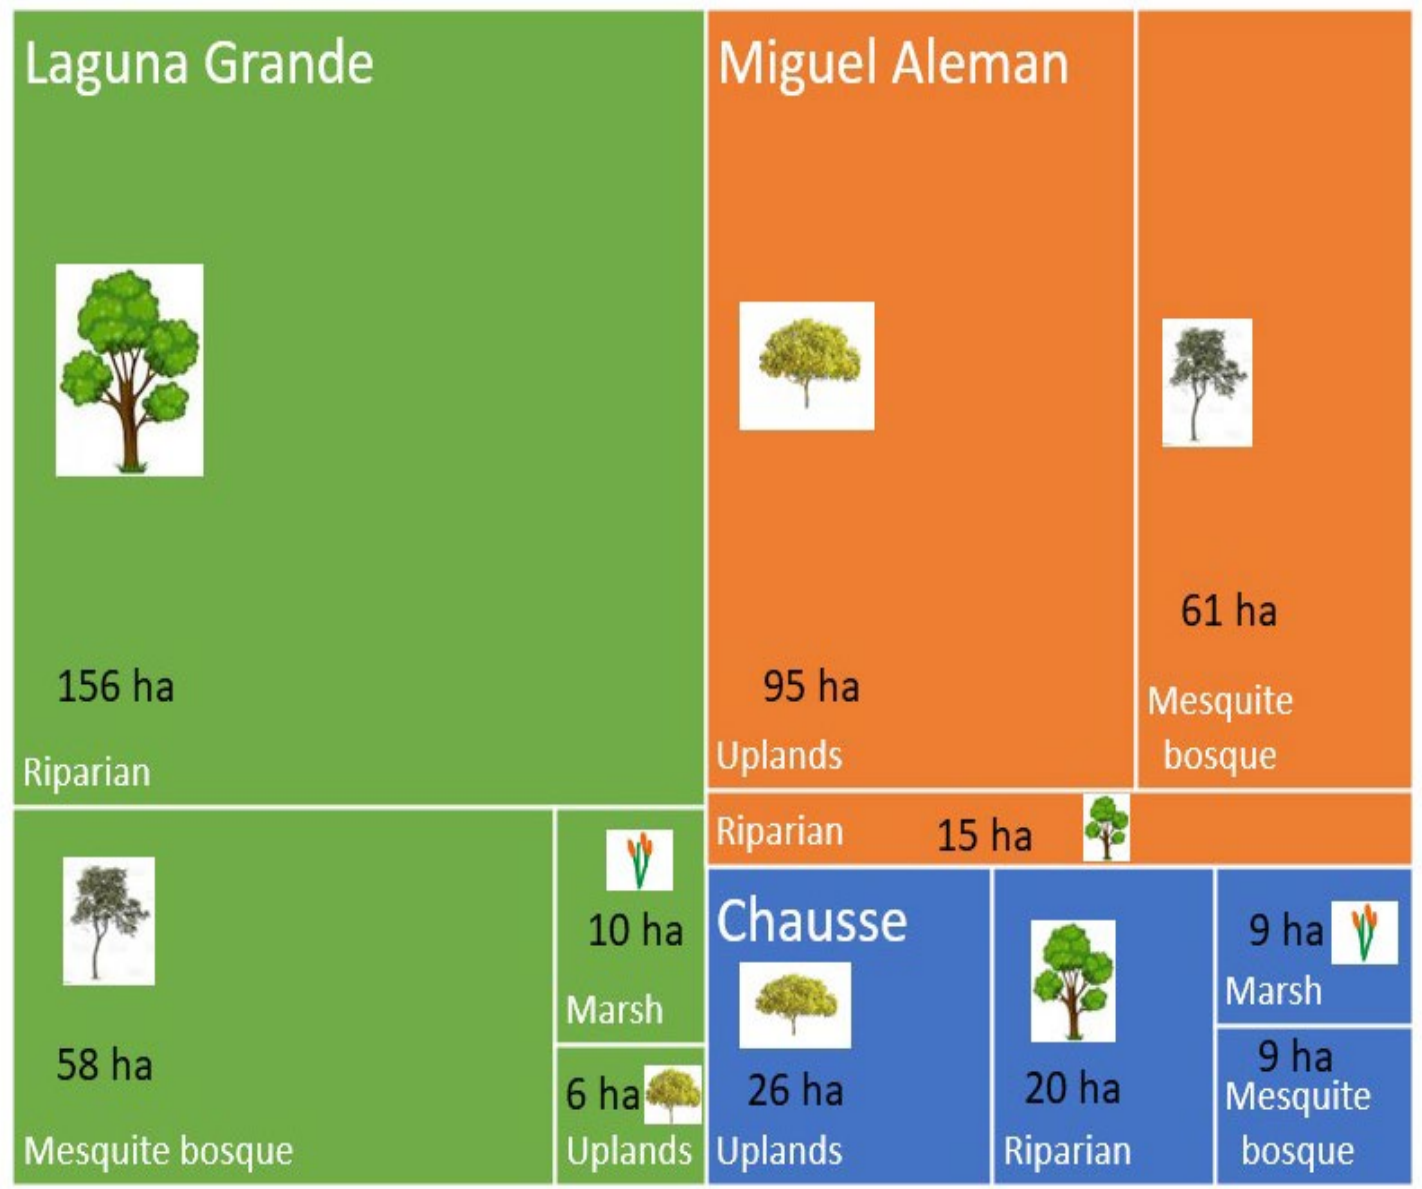 Laguna Grande
156 ha
Riparian
58 ha
Mesquite bosque
10 ha
Marsh
6 ha
Uplands
Miguel Aleman
95 ha
Uplands
61 ha
Mesquite
bosque
Riparian 15 ha
Chausse
26 ha
Uplands
20 ha
Riparian
9 ha
Marsh
9 ha
Mesquite
bosque